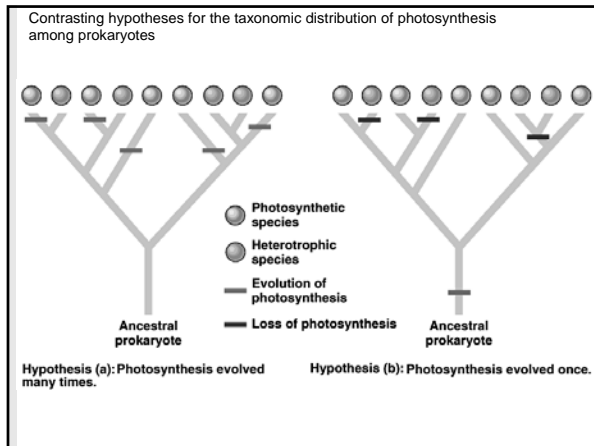 Contrasting hypotheses for the taxonomic distribution of photosynthesis
among prokaryotes
Photosynthetic
species
Heterotrophic
species
Evolution of
photosynthesis
Loss of photosynthesis
Ancestral
prokaryote
Ancestral
prokaryote
Hypothesis (a): Photosynthesis evolved
many times.
Hypothesis (b): Photosynthesis evolved once.